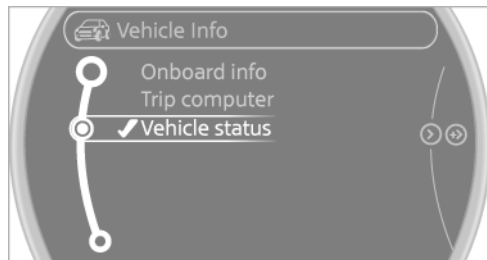 Vehicle Info
Onboard info
Trip computer
Vehicle status